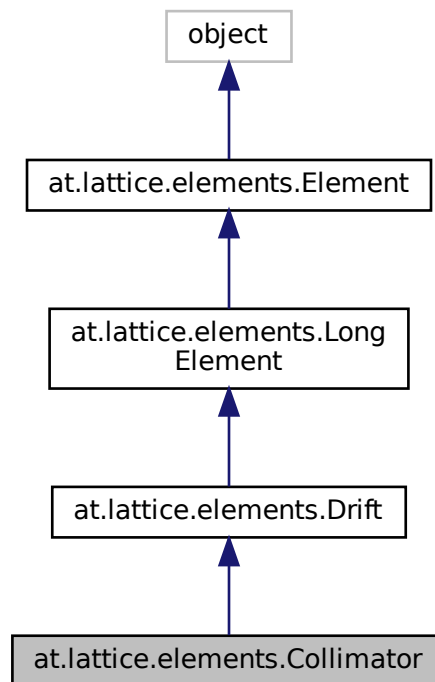 object
at.lattice.elements.Element
at.lattice.elements.Long
Element
at.lattice.elements.Drift
at.lattice.elements.Collimator